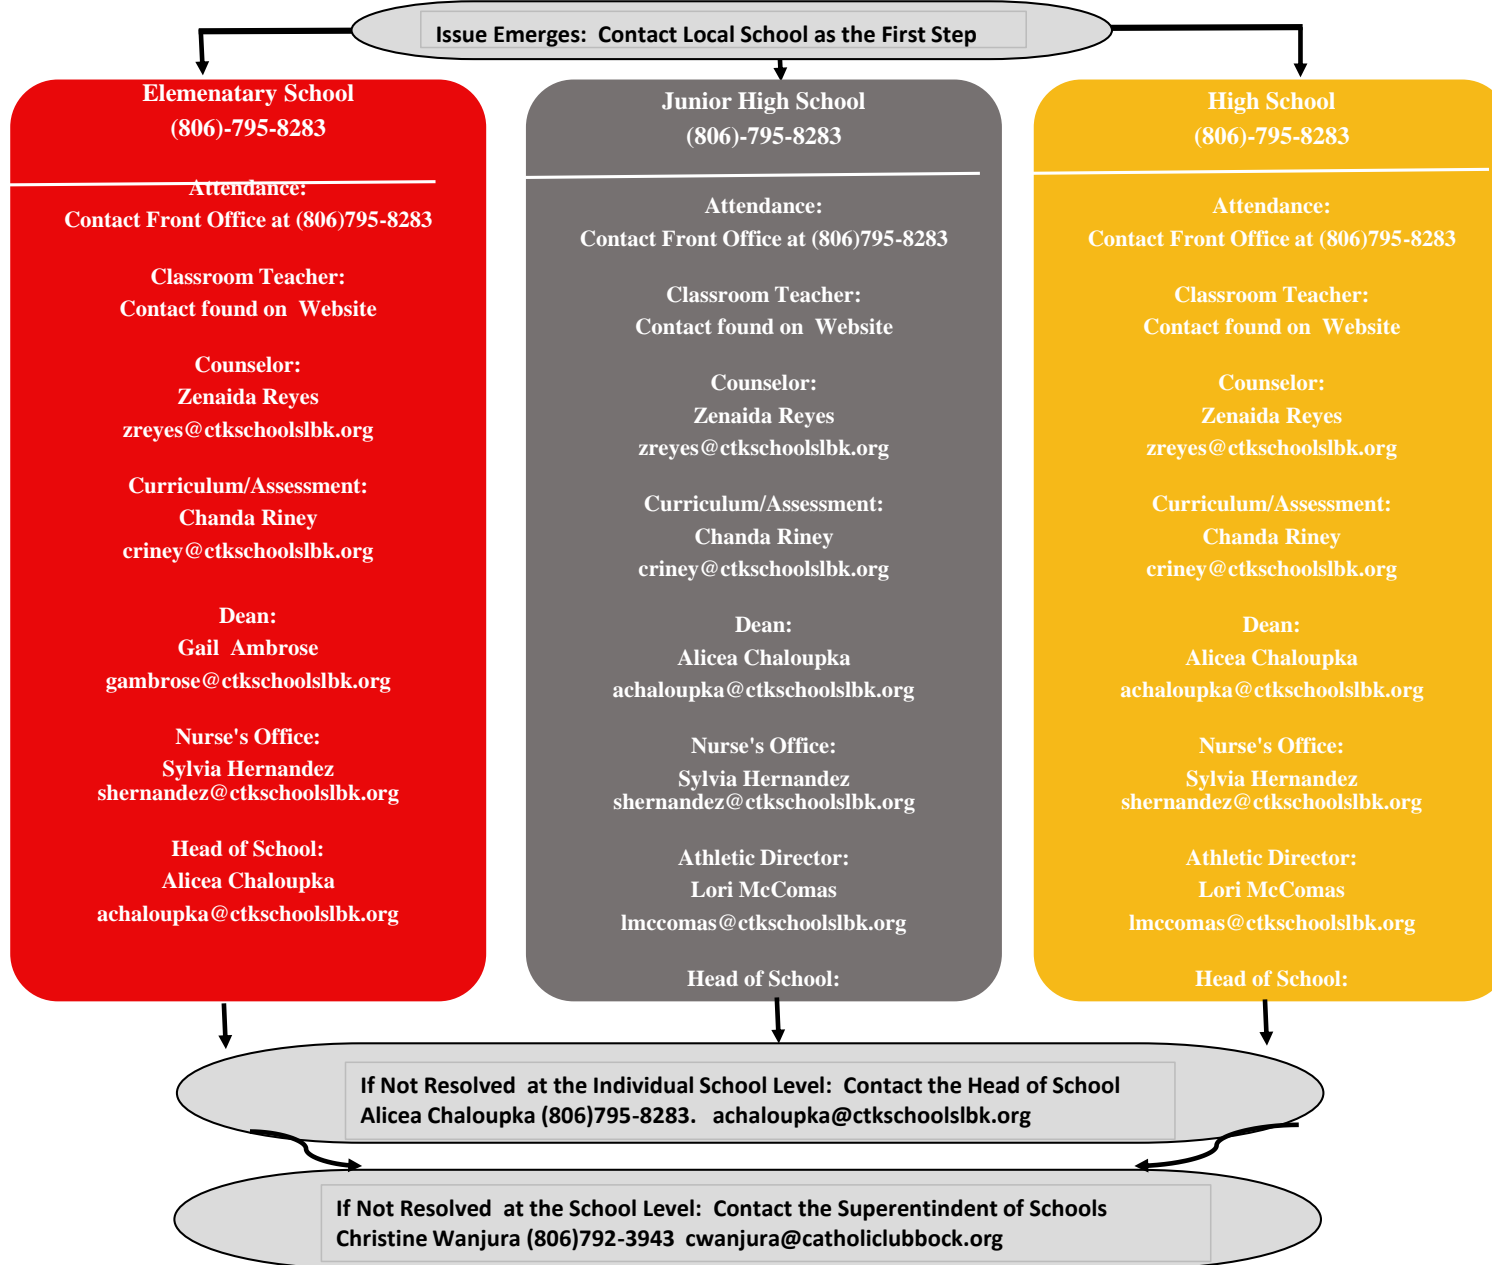 Issue Emerges:  Contact Local School as the First Step
Elemenatary School
(806)-795-8283
Attendance:
Contact Front Office at (806)795-8283
Classroom Teacher:
Contact found on  Website
Counselor:
Zenaida Reyes
zreyes@ctkschoolslbk.org
Curriculum/Assessment:
Chanda Riney
criney@ctkschoolslbk.org
Dean:
Gail  Ambrose
gambrose@ctkschoolslbk.org
Nurse's Office:
Sylvia Hernandez
shernandez@ctkschoolslbk.org
Head of School:
Alicea Chaloupka
achaloupka@ctkschoolslbk.org
Junior High School
(806)-795-8283
Attendance:
Contact Front Office at (806)795-8283
Classroom Teacher:
Contact found on  Website
Counselor:
Zenaida Reyes
zreyes@ctkschoolslbk.org
Curriculum/Assessment:
Chanda Riney
criney@ctkschoolslbk.org
Dean:
Alicea Chaloupka
achaloupka@ctkschoolslbk.org
Nurse's Office:
Sylvia Hernandez
shernandez@ctkschoolslbk.org
Athletic Director:
Lori McComas
lmccomas@ctkschoolslbk.org
Head of School:
High School
(806)-795-8283
Attendance:
Contact Front Office at (806)795-8283
Classroom Teacher:
Contact found on  Website
Counselor:
Zenaida Reyes
zreyes@ctkschoolslbk.org
Curriculum/Assessment:
Chanda Riney
criney@ctkschoolslbk.org
Dean:
Alicea Chaloupka
achaloupka@ctkschoolslbk.org
Nurse's Office:
Sylvia Hernandez
shernandez@ctkschoolslbk.org
Athletic Director:
Lori McComas
lmccomas@ctkschoolslbk.org
Head of School:
If Not Resolved  at the Individual School Level:  Contact the Head of School
Alicea Chaloupka (806)795-8283.   achaloupka@ctkschoolslbk.org
If Not Resolved  at the School Level:  Contact the Superentindent of Schools
Christine Wanjura (806)792-3943  cwanjura@catholiclubbock.org